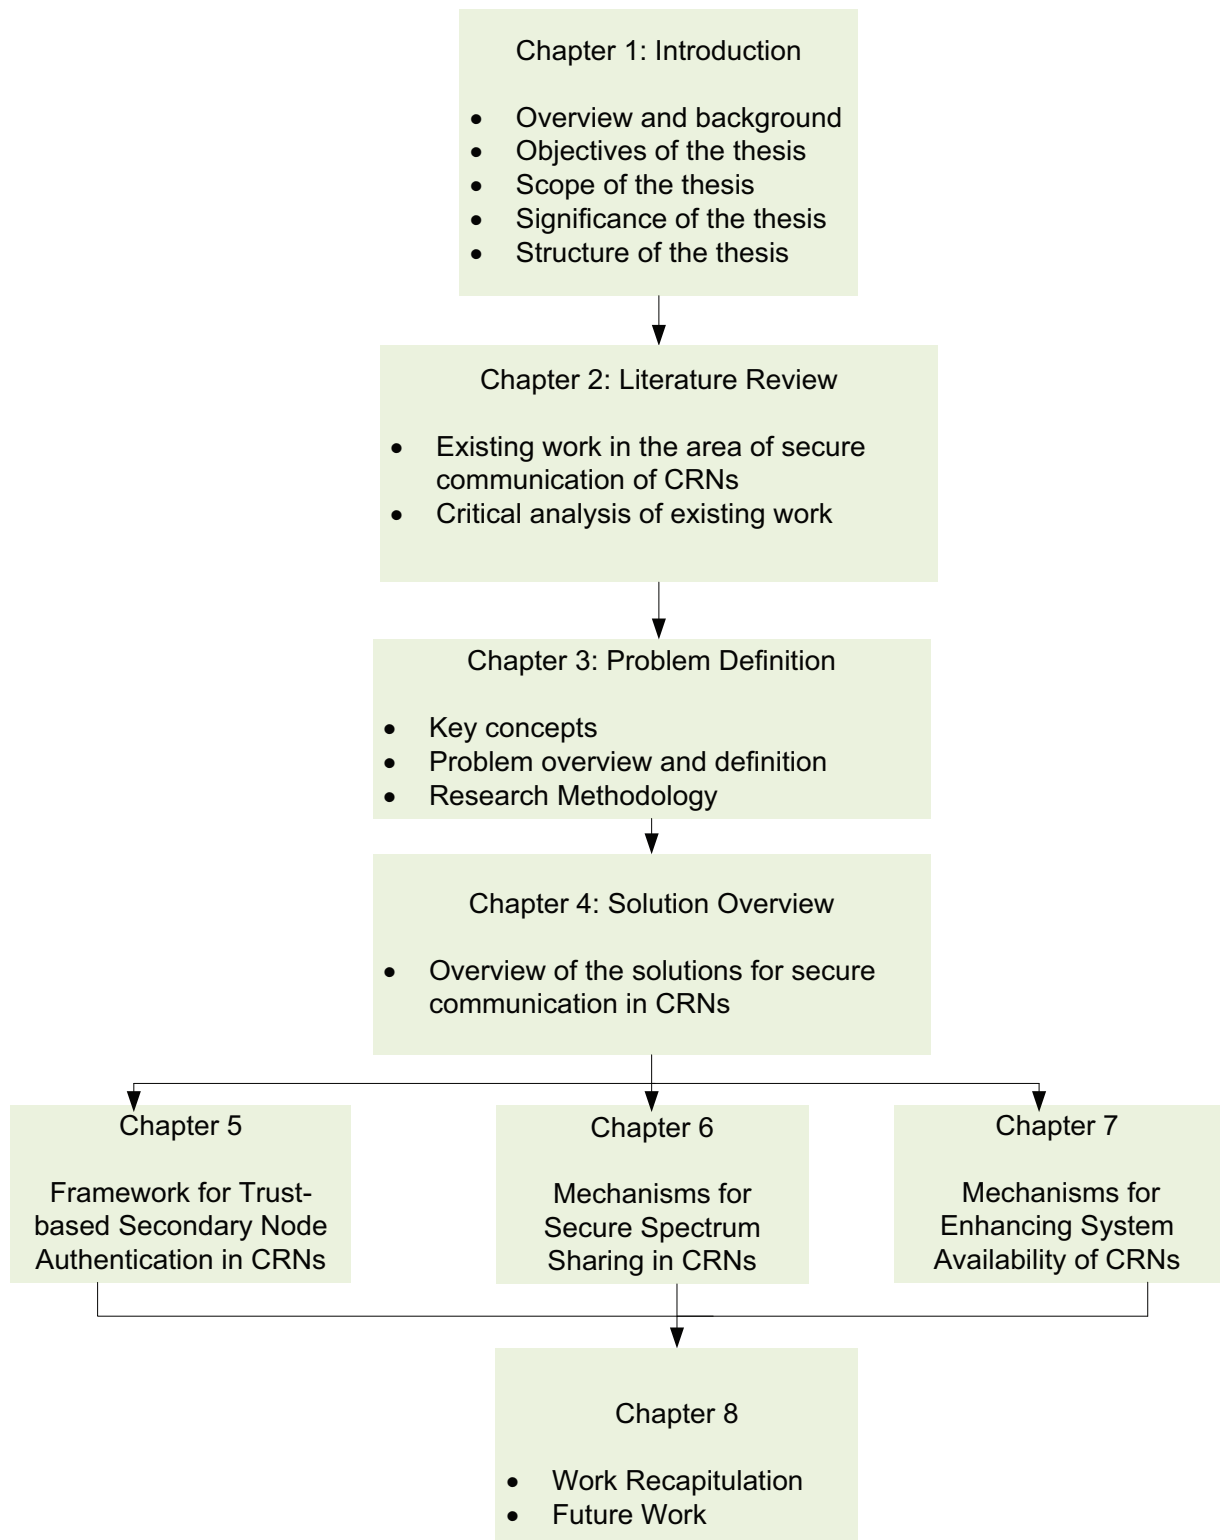 Chapter 1: Introduction
• Overview and background
• Objectives of the thesis
• Scope of the thesis
• Significance of the thesis
• Structure of the thesis
Chapter 2: Literature Review
• Existing work in the area of secure
communication of CRNs
• Critical analysis of existing work
Chapter 3: Problem Definition
• Key concepts
• Problem overview and definition
• Research Methodology
Chapter 4: Solution Overview
• Overview of the solutions for secure
communication in CRNs
Chapter 5
Framework for Trust-
based Secondary Node
Authentication in CRNs
Chapter 6
Mechanisms for
Secure Spectrum
Sharing in CRNs
Chapter 7
Mechanisms for
Enhancing System
Availability of CRNs
Chapter 8
• Work Recapitulation
• Future Work